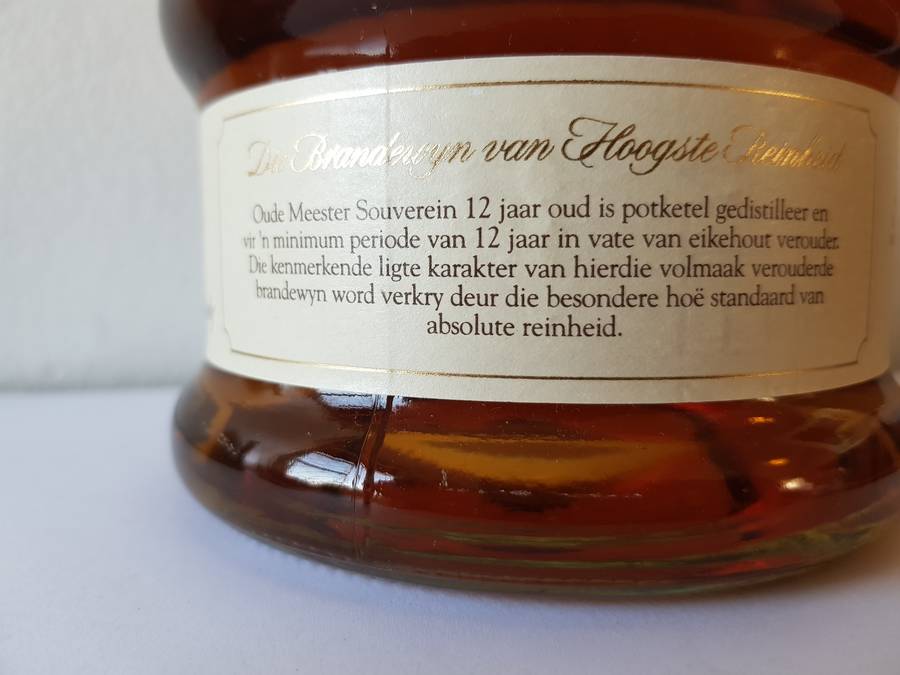 Die Brandewyn van Hoogste Reinheid
Oude Meester Souverein 12 jaar oud is potketel gedistilleer en
vir 'n minimum periode van 12 jaar in vate van eikehout verouder.
Die kenmerkende ligte karakter van hierdie volmaak verouderde
brandewyn word verkry deur die besondere hoë standaard van
absolute reinheid.